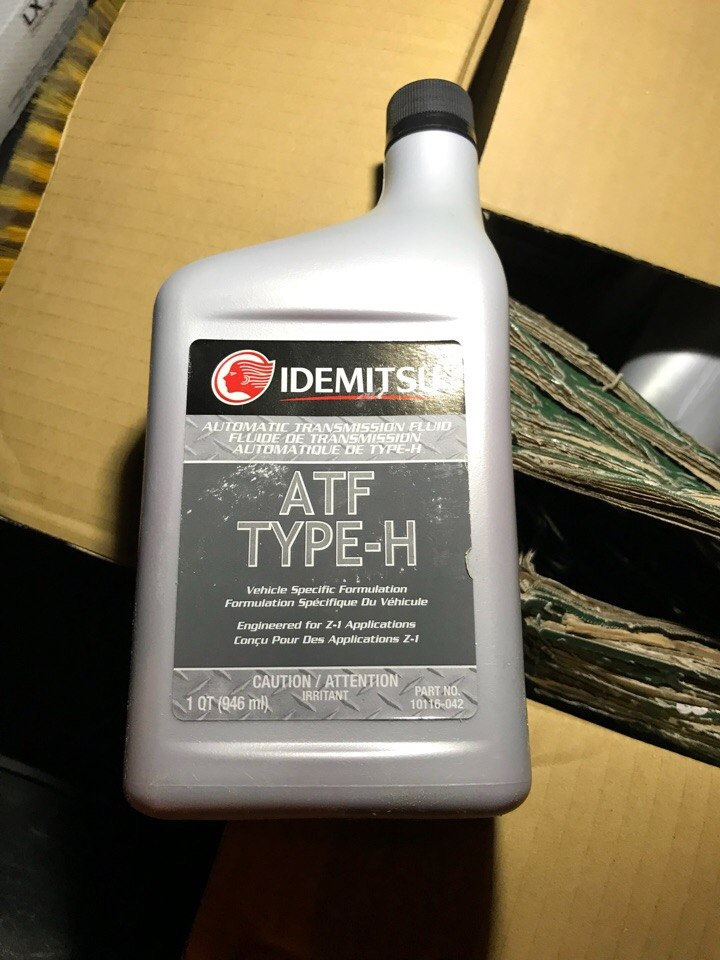 LX
IDEMITSU
AUTOMATIC TRANSMISSION FLUID
FLUIDE DE TRANSMISSION
AUTOMATIQUE DE TYPE-H
ATF
TYPE-H
Vehicle Specific Formulation
Formulation Spécifique Du Véhicule
Engineered for Z-1 Applications
Conçu Pour Des Applications Z-1
CAUTION / ATTENTION
IRRITANT
1 QT (946 ml)
PART NO.
10116-042